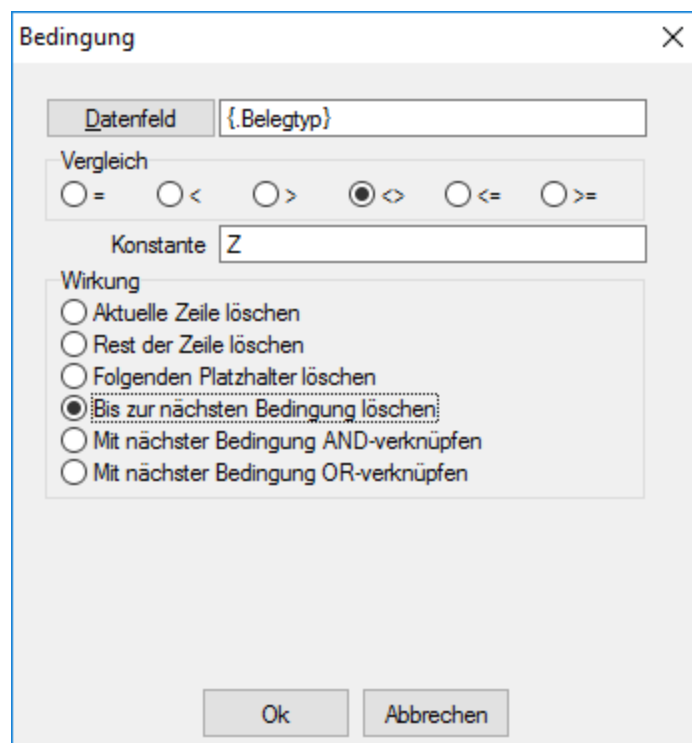 Bedingung
Datenfeld {.Belegtyp}
Vergleich
= < > <> <= >=
Konstante Z
Wirkung
Aktuelle Zeile löschen
Rest der Zeile löschen
Folgenden Platzhalter löschen
Bis zur nächsten Bedingung löschen
Mit nächster Bedingung AND-verknüpfen
Mit nächster Bedingung OR-verknüpfen
Ok Abbrechen